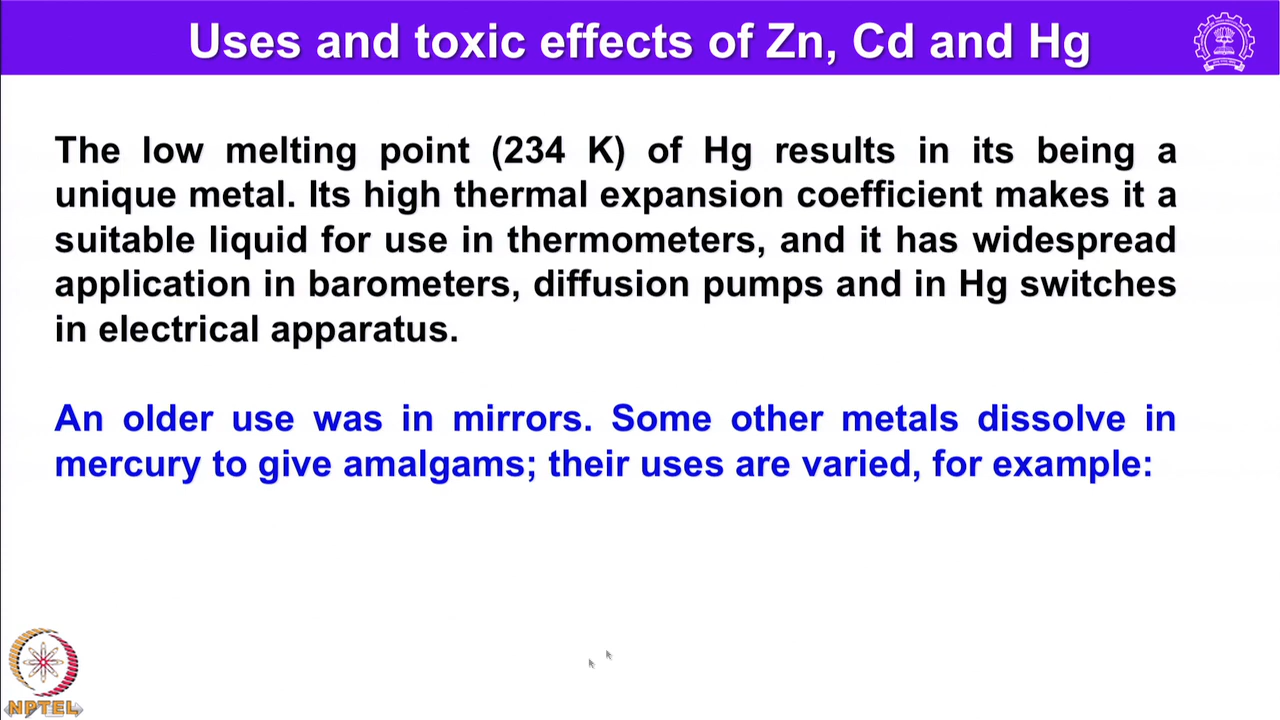 Uses and toxic effects of Zn, Cd and Hg
The low melting point (234 K) of Hg results in its being a
unique metal. Its high thermal expansion coefficient makes it a
suitable liquid for use in thermometers, and it has widespread
application in barometers, diffusion pumps and in Hg switches
in electrical apparatus.
An older use was in mirrors. Some other metals dissolve in
mercury to give amalgams; their uses are varied, for example:
NPTEL